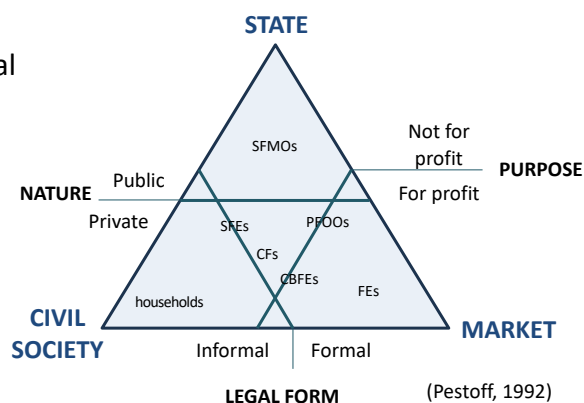 STATE
al
SFMOs
Not for
profit
PURPOSE
For profit
Public
NATURE
Private
SFEs
PFOOs
CFs
CBFEs
FEs
households
CIVIL
SOCIETY
MARKET
Informal
Formal
LEGAL FORM
(Pestoff, 1992)